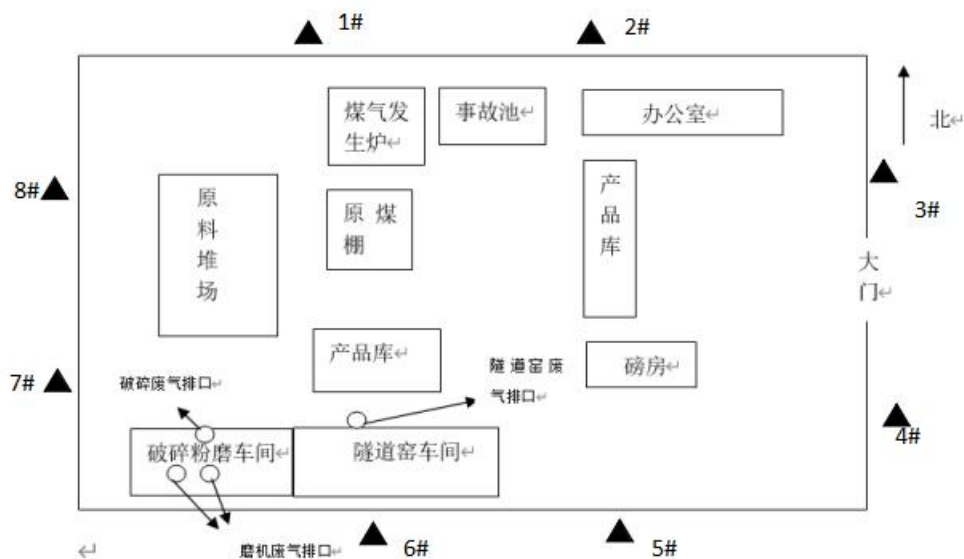 1#
2#
煤气发
生炉
事故池
办公室
北
8#
原
料
堆
场
原 煤
棚
产
品
库
3#
大
门
产品库
隧 道 窑 废
气排口
磅房
7#
破碎废气排口
4#
破碎粉磨车间
隧道窑车间
磨机废气排口
6#
5#